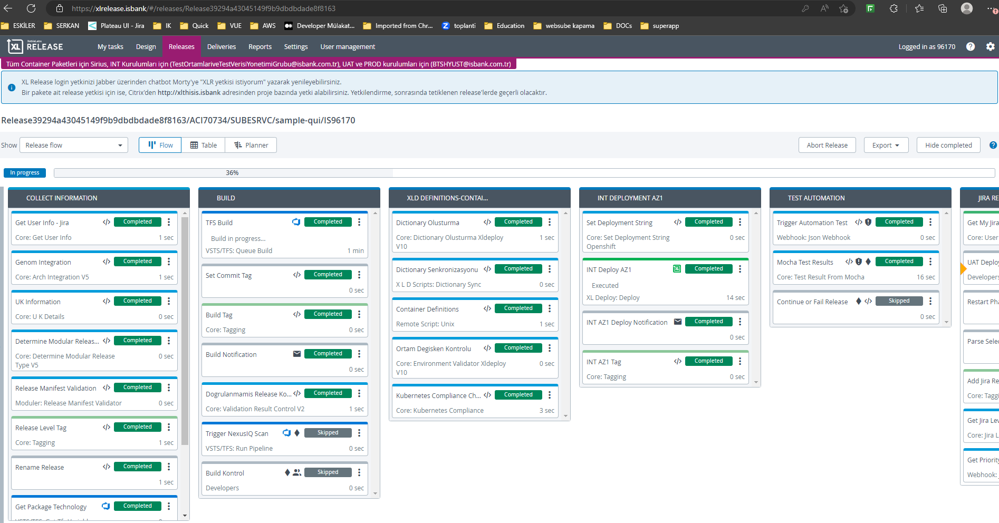 https://xlrelease.isbank/#/releases/Release39294a43045149f9b9dbdbdade8f8163
ESKİLER SERKAN Plateau UI - Jira IK Quick VUE AWS Developer Mülakat... Imported from Chr... toplanti Education websube kapama DOCs superapp
XebiaLabs
XL RELEASE My tasks Design Releases Deliveries Reports Settings User management Logged in as 96170
Tüm Container Paketleri için Sirius, INT Kurulumları için (TestOrtamlariveTestVerisiYonetimiGrubu@isbank.com.tr), UAT ve PROD kurulumları için (BTSHYUST@isbank.com.tr)
XL Release login yetkinizi Jabber üzerinden chatbot Morty'ye "XLR yetkisi istiyorum" yazarak yenileyebilirsiniz.
Bir pakete ait release yetkisi için ise, Citrix'den http://xlthisis.isbank adresinden proje bazında yetki alabilirsiniz. Yetkilendirme, sonrasında tetiklenen release'lerde geçerli olacaktır.
Release39294a43045149f9b9dbdbdade8f8163/ACI70734/SUBESRVC/sample-qui/IS96170
Show Release flow Flow Table Planner Abort Release Export Hide completed
In progress 36%
COLLECT INFORMATION
Get User Info - Jira Completed
Core: Get User Info 1 sec
Genom Integration Completed
Core: Arch Integration V5 1 sec
UK Information Completed
Core: U K Details 0 sec
Determine Modular Releas... Completed
Core: Determine Modular Release 0 sec
Type V5
Release Manifest Validation Completed
Moduler: Release Manifest Validator 0 sec
Release Level Tag Completed
Core: Tagging 1 sec
Rename Release Completed
1 sec
Get Package Technology Completed
BUILD
TFS Build Completed
Build in progress...
VSTS/TFS: Queue Build 1 min
Set Commit Tag Completed
0 sec
Build Tag Completed
Core: Tagging 0 sec
Build Notification Completed
0 sec
Dogrulanmamis Release Ko... Completed
Core: Validation Result Control V2 1 sec
Trigger NexusIQ Scan Skipped
VSTS/TFS: Run Pipeline 0 sec
Build Kontrol Skipped
Developers 0 sec
XLD DEFINITIONS-CONTAI...
Dictionary Olusturma Completed
Core: Dictionary Olusturma Xldeploy 1 sec
V10
Dictionary Senkronizasyonu Completed
X L D Scripts: Dictionary Sync 0 sec
Container Definitions Completed
Remote Script: Unix 1 sec
Ortam Degisken Kontrolu Completed
Core: Environment Validator Xldeploy 0 sec
V10
Kubernetes Compliance Ch... Completed
Core: Kubernetes Compliance 3 sec
INT DEPLOYMENT AZ1
Set Deployment String Completed
Core: Set Deployment String 0 sec
Openshift
INT Deploy AZ1 Completed
Executed
XL Deploy: Deploy 14 sec
INT AZ1 Deploy Notification Completed
0 sec
INT AZ1 Tag Completed
Core: Tagging 0 sec
TEST AUTOMATION
Trigger Automation Test Completed
Webhook: Json Webhook 0 sec
Mocha Test Results Completed
Core: Test Result From Mocha 16 sec
Continue or Fail Release Skipped
0 sec
JIRA RE
Get My Jira
Core: User
UAT Deploy
Developers
Restart Pha
Parse Selec
Add Jira Re
Core: Taggi
Get Jira Lev
Core: Jira L
Get Priority
Webhook: